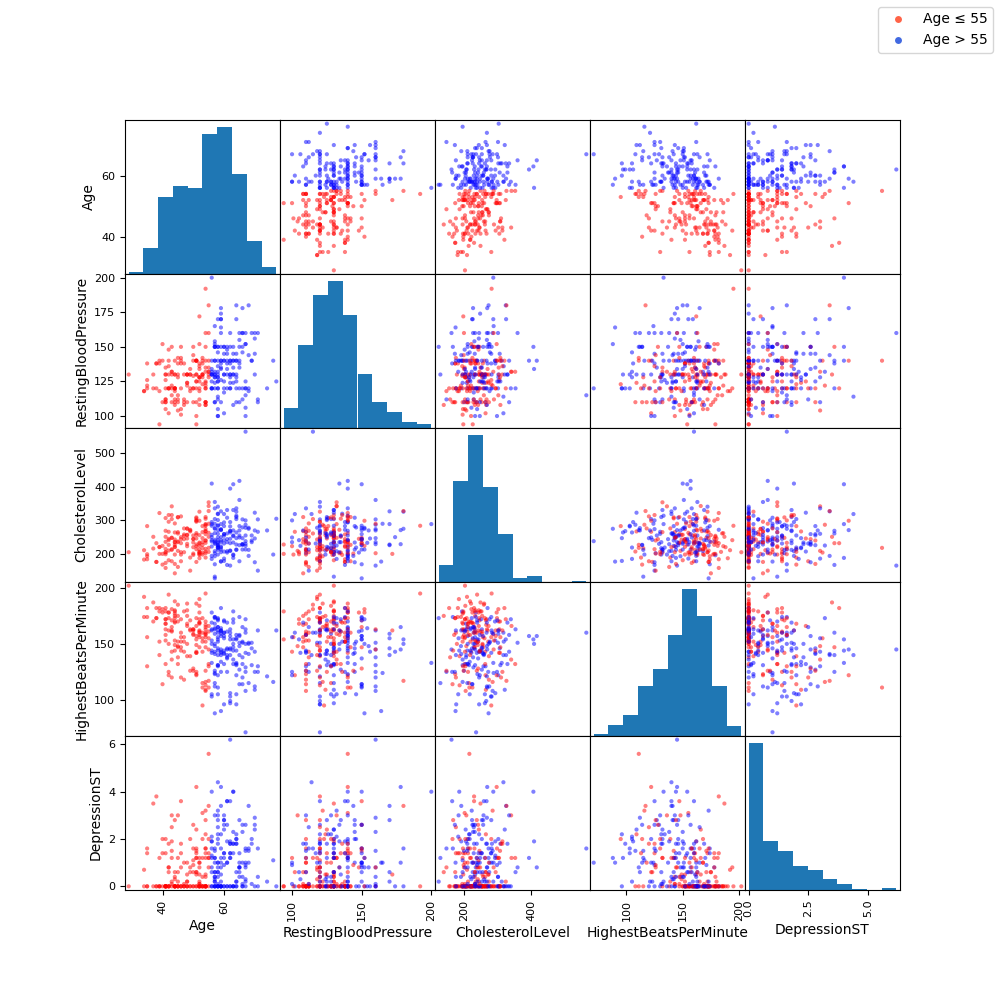 Age ≤ 55
Age > 55
Age
60
40
RestingBloodPressure
200
175
150
125
100
CholesterolLevel
500
400
300
200
HighestBeatsPerMinute
200
150
100
DepressionST
6
4
2
0
40
60
100
150
200
200
400
100
150
200
0.0
2.5
5.0
Age
RestingBloodPressure
CholesterolLevel
HighestBeatsPerMinute
DepressionST